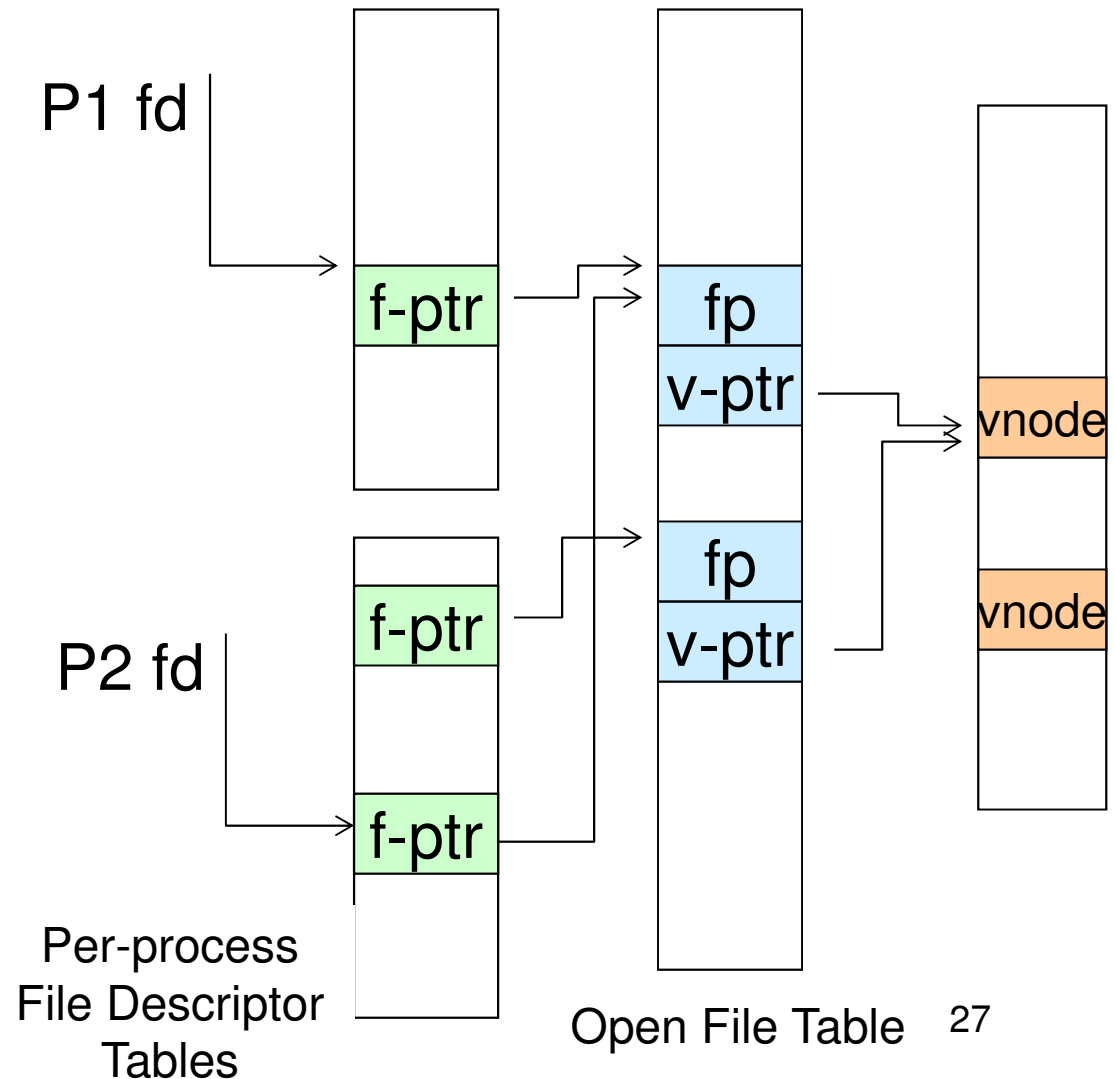 P1 fd
f-ptr
fp
v-ptr
vnode
fp
v-ptr
vnode
P2 fd
f-ptr
f-ptr
Per-process
File Descriptor
Tables
Open File Table
27